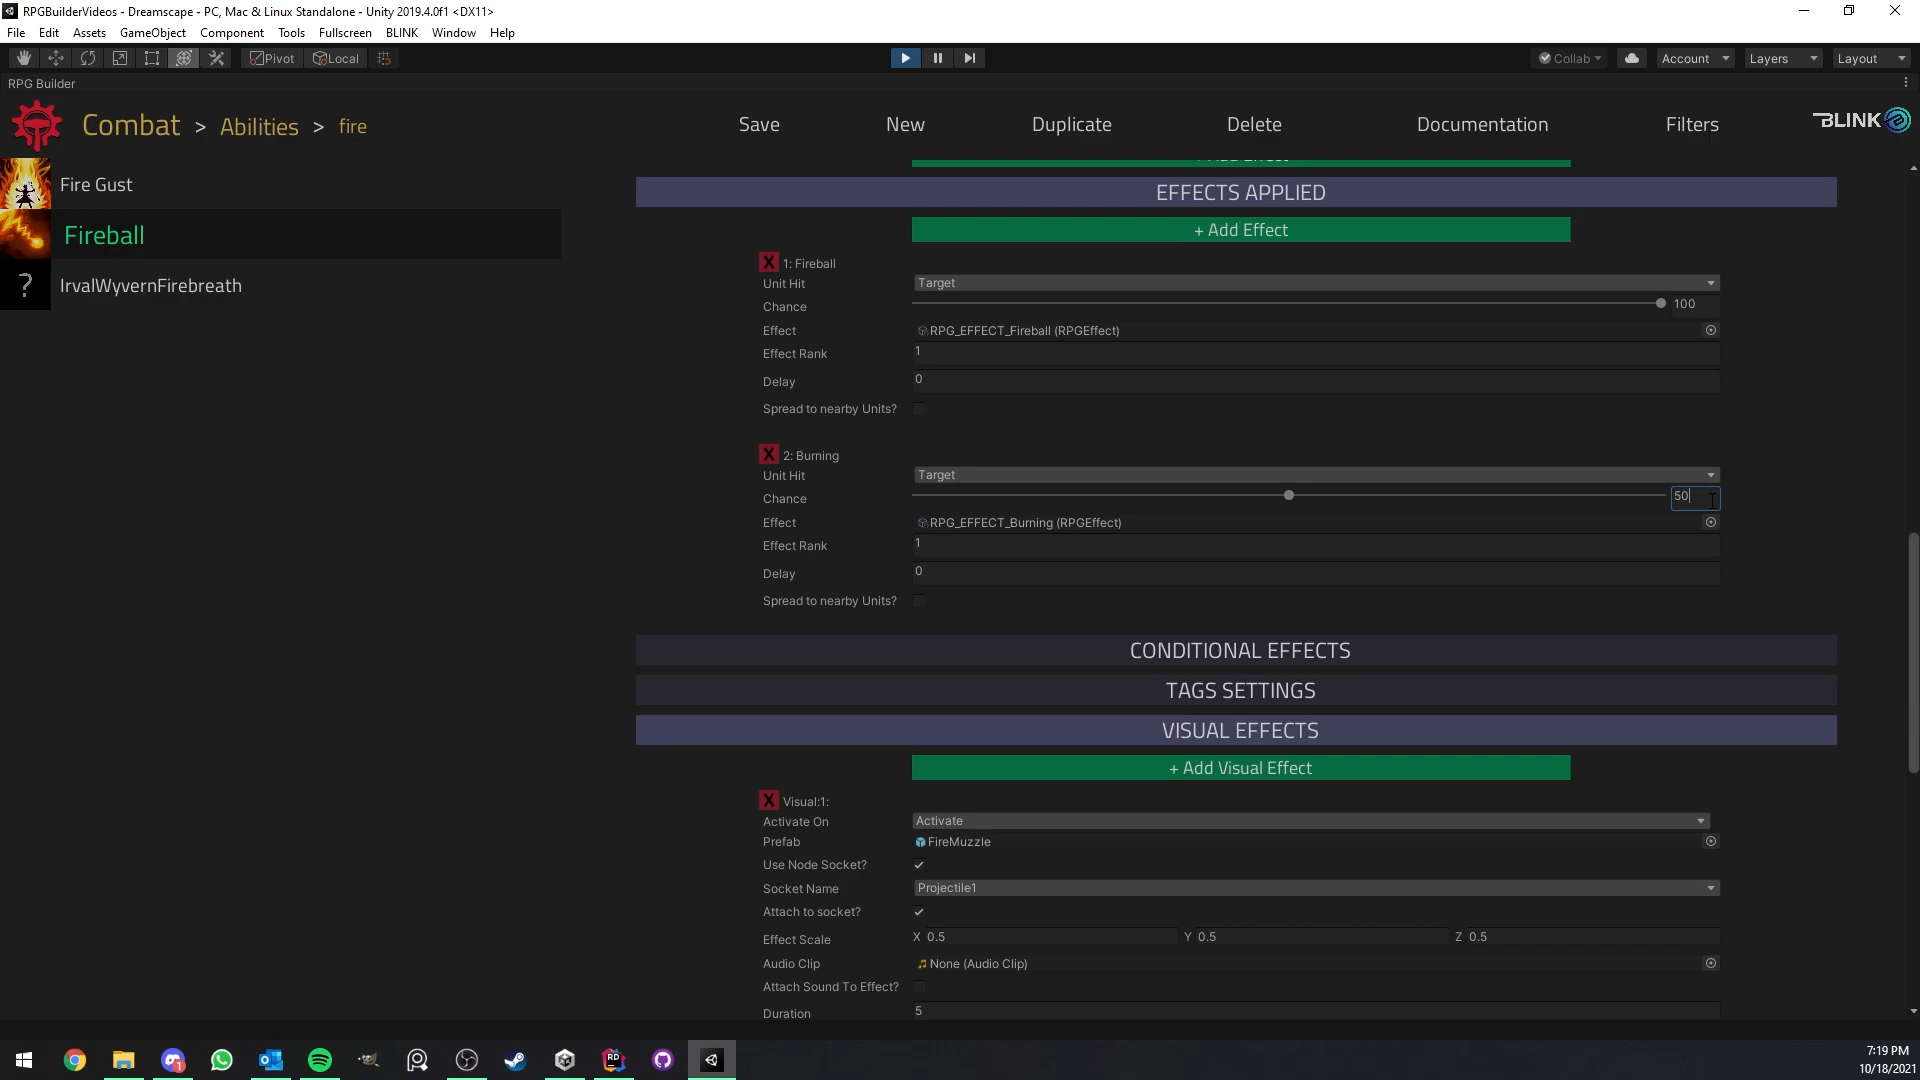 RPGBuilderVideos - Dreamscape - PC, Mac & Linux Standalone - Unity 2019.4.0f1 <DX11>
File Edit Assets GameObject Component Tools Fullscreen BLINK Window Help
Pivot Local Collab Account Layers Layout
RPG Builder
Combat > Abilities > fire Save New Duplicate Delete Documentation Filters BLINK
Fire Gust
Fireball
? IrvalWyvernFirebreath
+ Add Effect
EFFECTS APPLIED
+ Add Effect
X 1: Fireball
Unit Hit Target
Chance 100
Effect RPG_EFFECT_Fireball (RPGEffect)
Effect Rank 1
Delay 0
Spread to nearby Units?
X 2: Burning
Unit Hit Target
Chance 50
Effect RPG_EFFECT_Burning (RPGEffect)
Effect Rank 1
Delay 0
Spread to nearby Units?
CONDITIONAL EFFECTS
TAGS SETTINGS
VISUAL EFFECTS
+ Add Visual Effect
X Visual:1:
Activate On Activate
Prefab FireMuzzle
Use Node Socket?
Socket Name Projectile1
Attach to socket?
Effect Scale X 0.5 Y 0.5 Z 0.5
Audio Clip None (Audio Clip)
Attach Sound To Effect?
Duration 5
RD
1
7:19 PM
10/18/2021